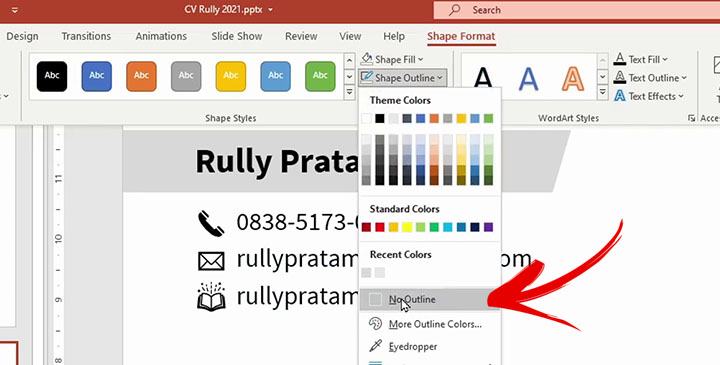 CV Rully 2021.pptx
Search
Design Transitions Animations Slide Show Review View Help Shape Format
Abc Abc Abc Abc Abc Abc Abc
Shape Fill
Shape Outline
A A A
Text Fill
Text Outline
Text Effects
Shape Styles
WordArt Styles
Acce
Theme Colors
Standard Colors
Recent Colors
No Outline
More Outline Colors...
Eyedropper
11
10
9
8
Rully Prata
0838-5173-
rullypratam om
rullypratam